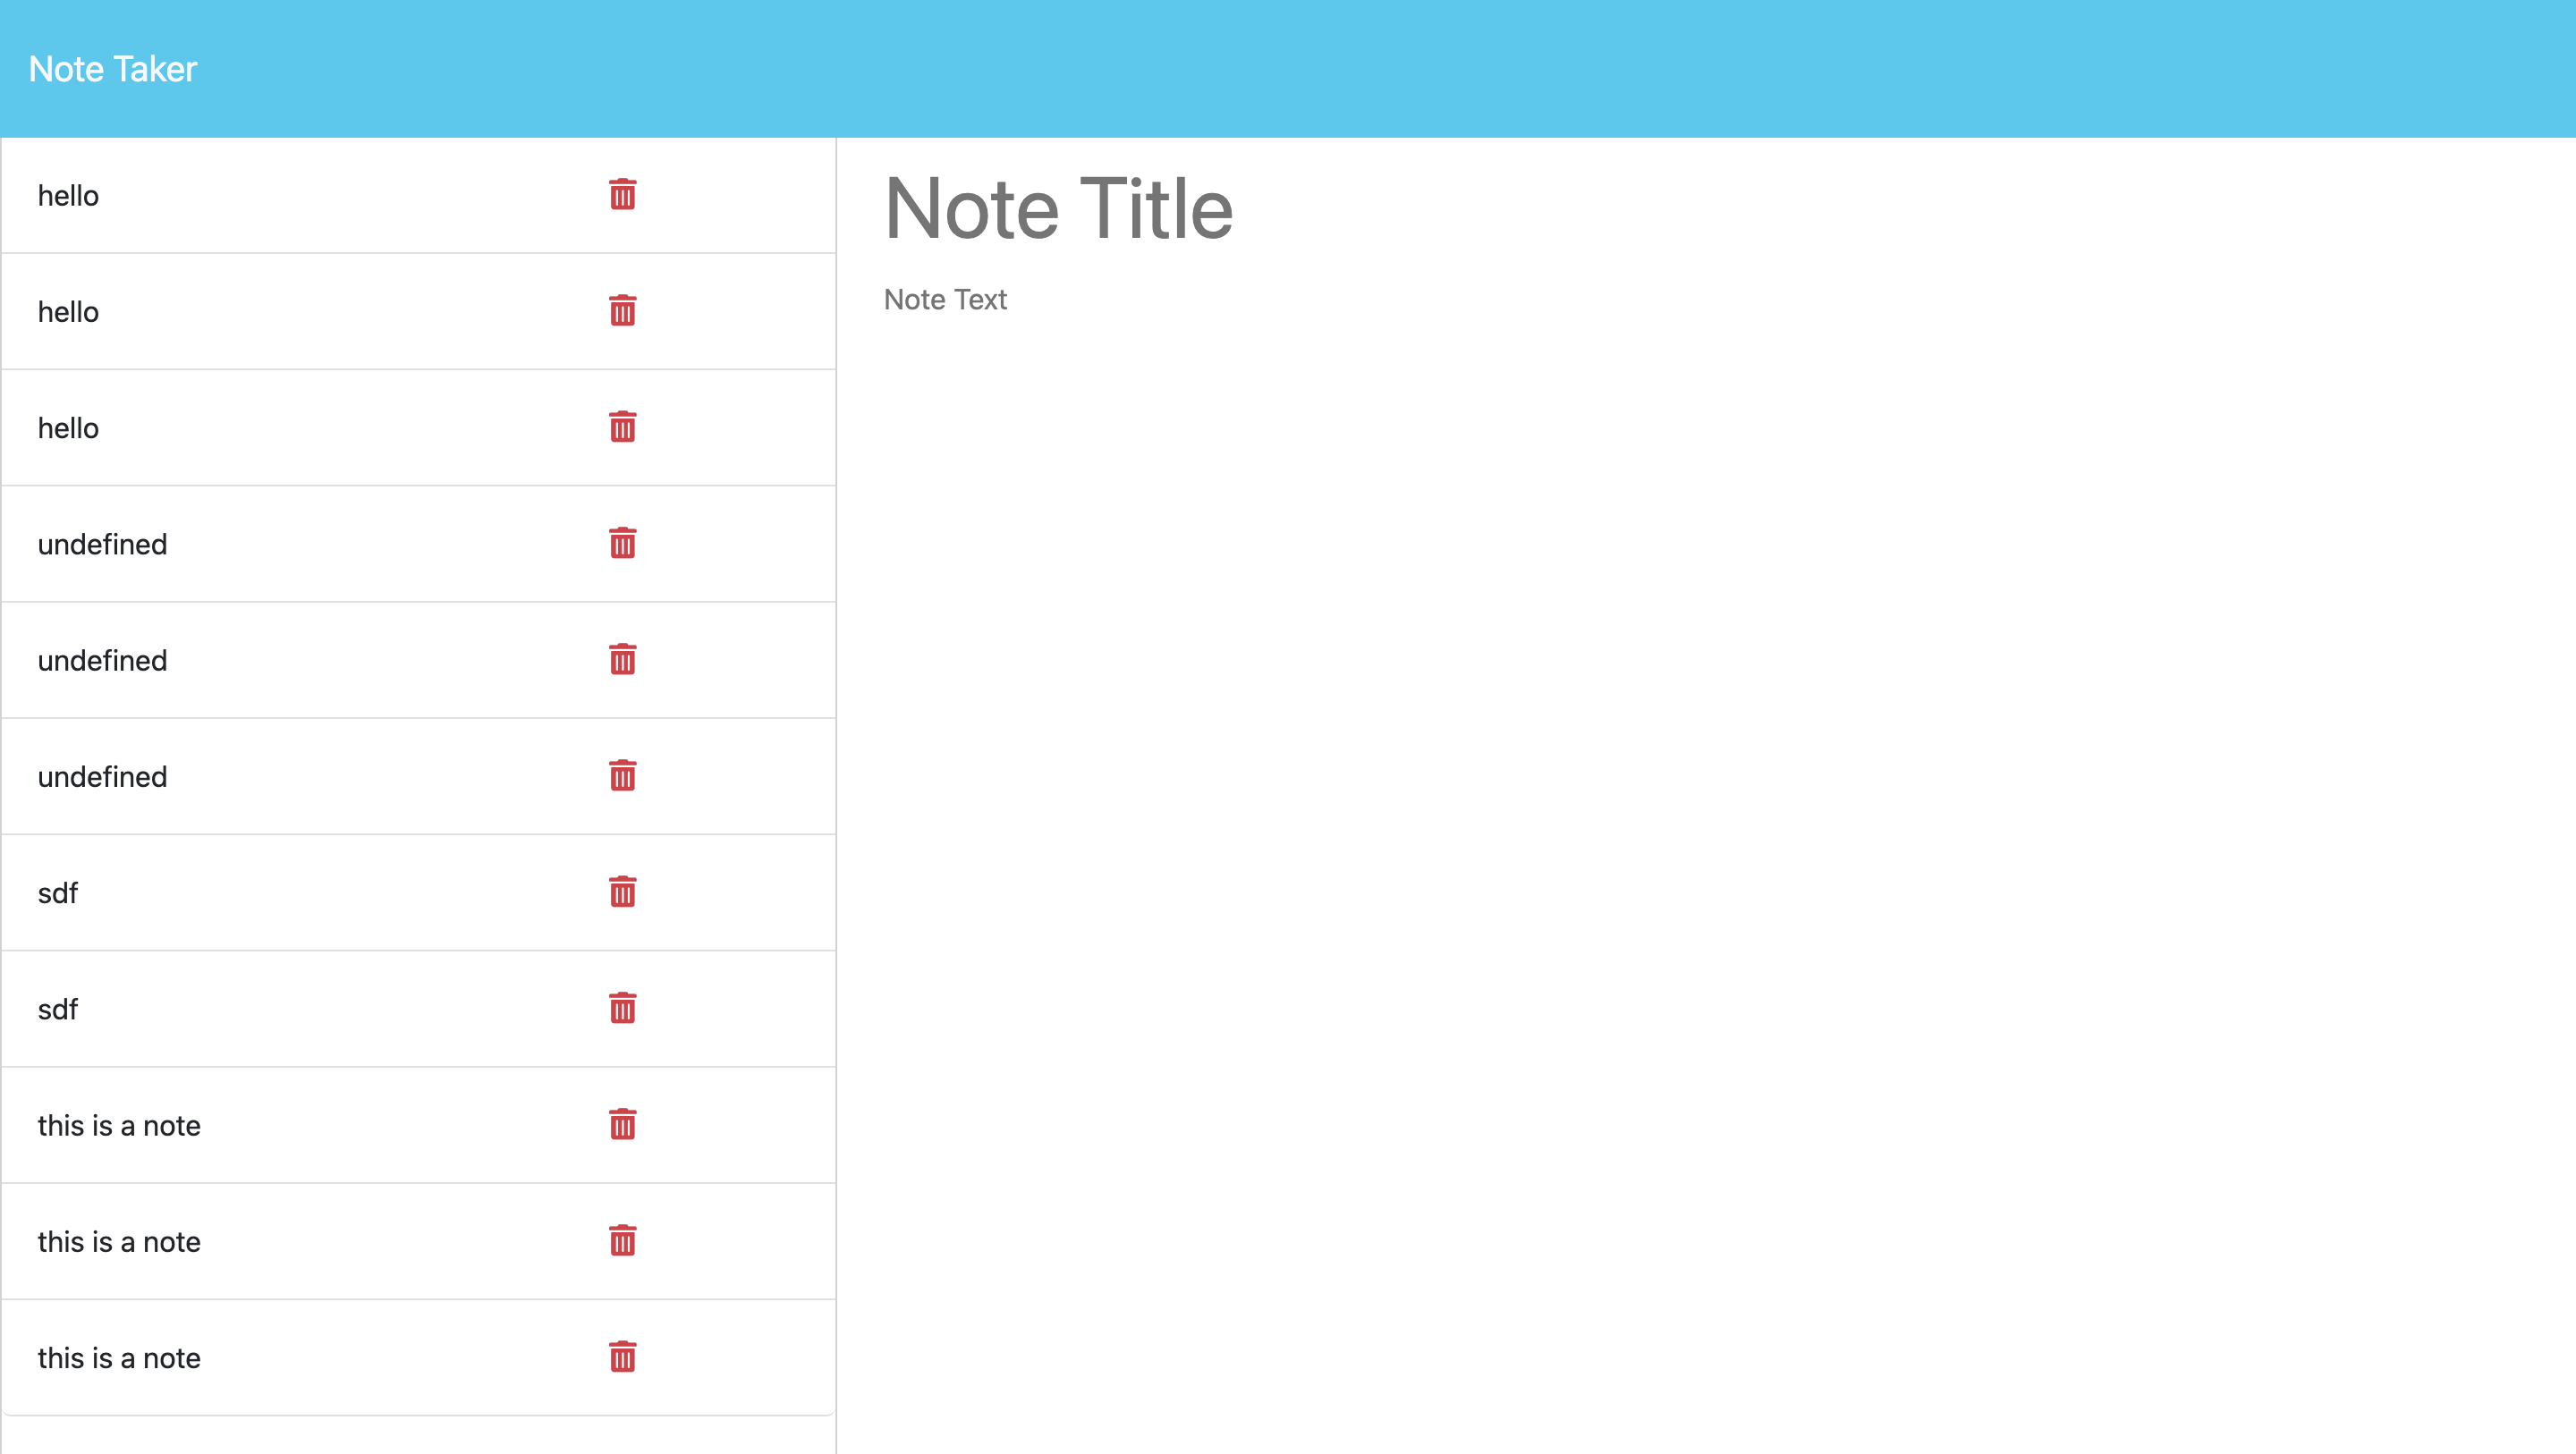 Note Taker
hello
hello
hello
undefined
undefined
undefined
sdf
sdf
this is a note
this is a note
this is a note
Note Title
Note Text